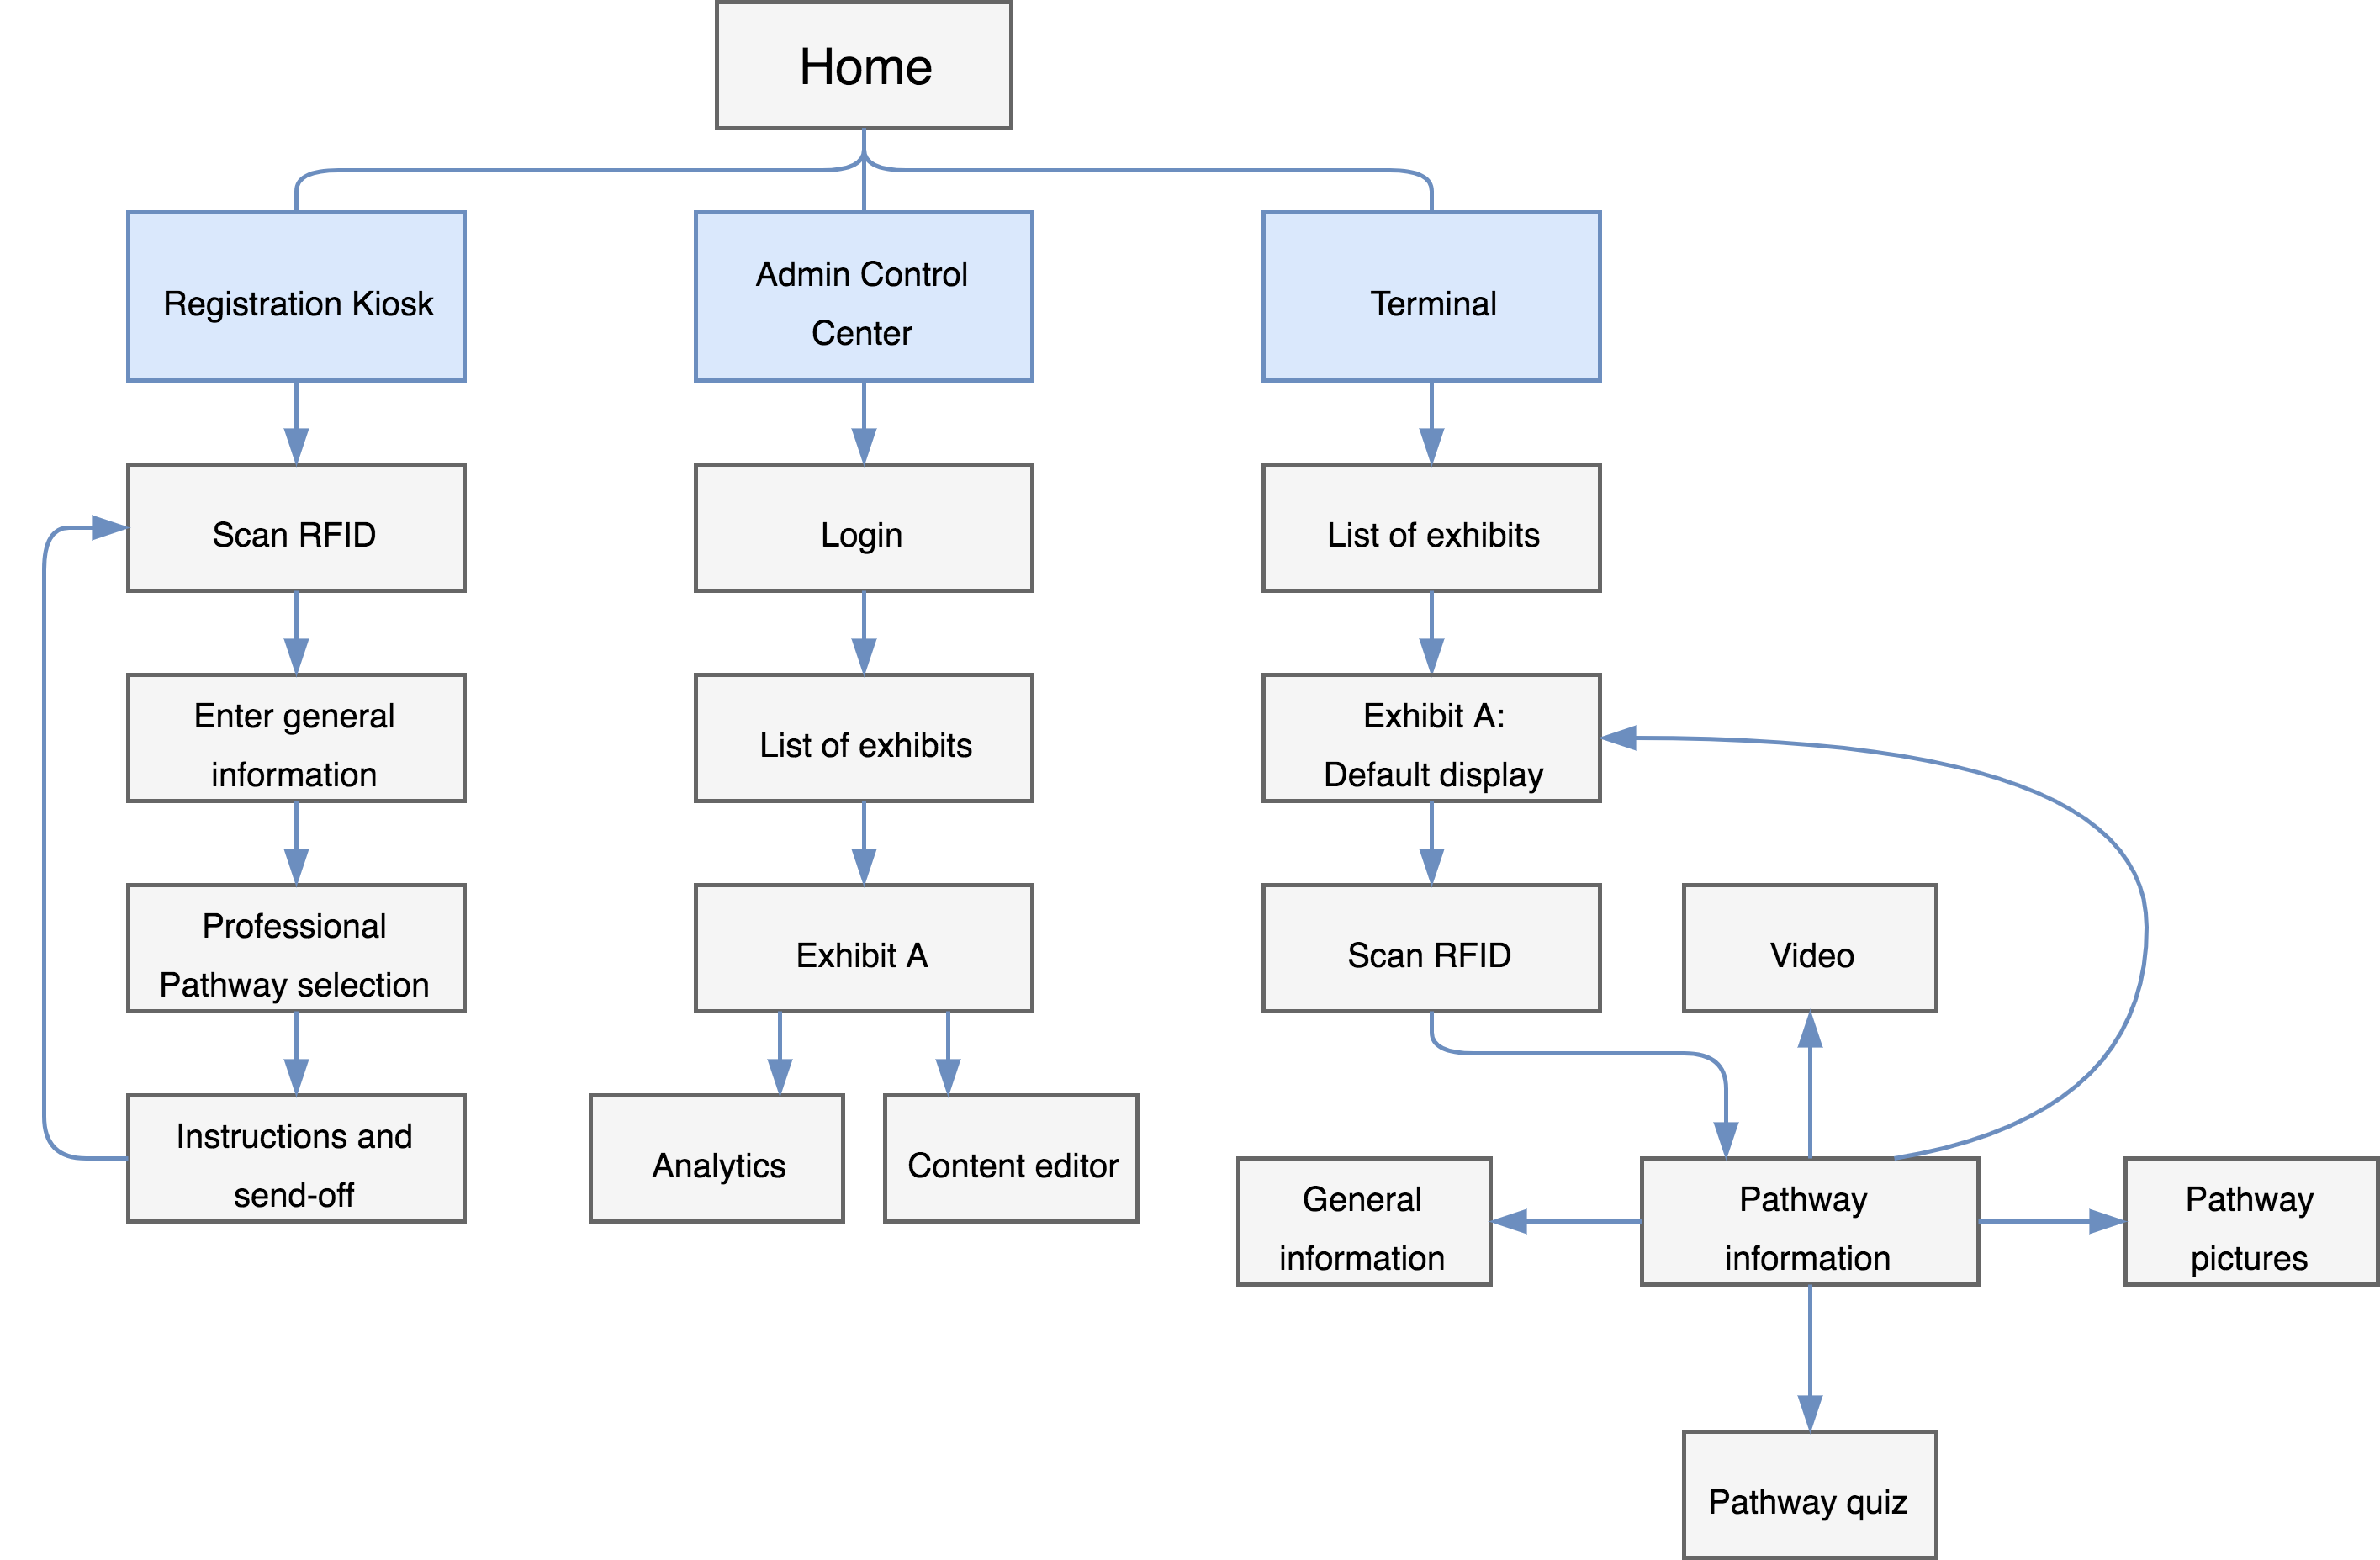 Home
Registration Kiosk
Admin Control
Center
Terminal
Scan RFID
Login
List of exhibits
Enter general
information
List of exhibits
Exhibit A:
Default display
Professional
Pathway selection
Exhibit A
Scan RFID
Video
Instructions and
send-off
Analytics
Content editor
General
information
Pathway
information
Pathway
pictures
Pathway quiz